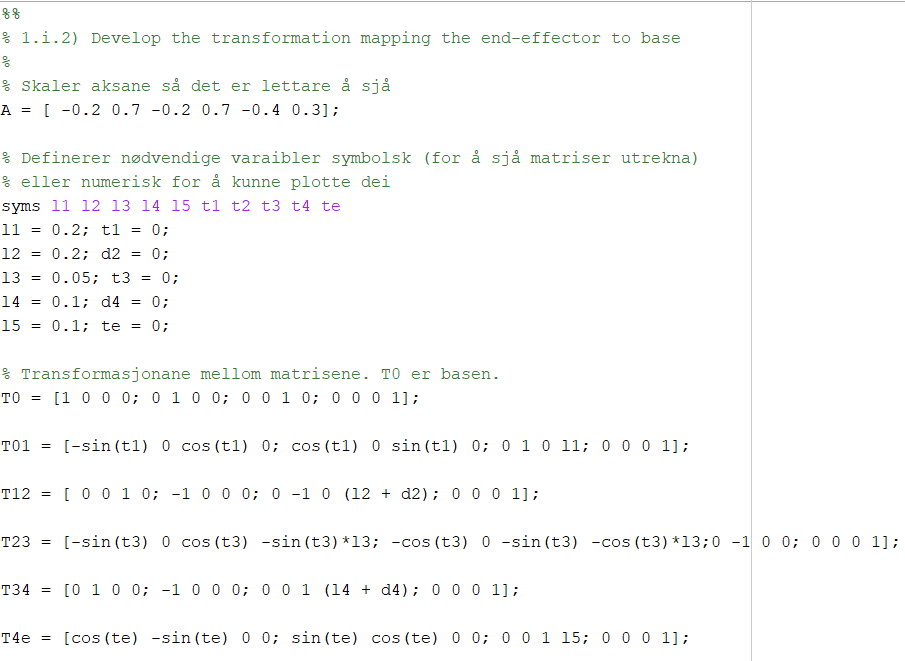 %%
% 1.i.2) Develop the transformation mapping the end-effector to base
%
% Skaler aksane så det er lettare å sjå
A = [ -0.2 0.7 -0.2 0.7 -0.4 0.3];
% Definerer nødvendige varaibler symbolsk (for å sjå matriser utrekna)
% eller numerisk for å kunne plotte dei
syms l1 l2 l3 l4 l5 t1 t2 t3 t4 te
l1 = 0.2; t1 = 0;
l2 = 0.2; d2 = 0;
l3 = 0.05; t3 = 0;
l4 = 0.1; d4 = 0;
l5 = 0.1; te = 0;
% Transformasjonane mellom matrisene. T0 er basen.
T0 = [1 0 0 0; 0 1 0 0; 0 0 1 0; 0 0 0 1];
T01 = [-sin(t1) 0 cos(t1) 0; cos(t1) 0 sin(t1) 0; 0 1 0 l1; 0 0 0 1];
T12 = [ 0 0 1 0; -1 0 0 0; 0 -1 0 (l2 + d2); 0 0 0 1];
T23 = [-sin(t3) 0 cos(t3) -sin(t3)*l3; -cos(t3) 0 -sin(t3) -cos(t3)*l3;0 -1 0 0; 0 0 0 1];
T34 = [0 1 0 0; -1 0 0 0; 0 0 1 (l4 + d4); 0 0 0 1];
T4e = [cos(te) -sin(te) 0 0; sin(te) cos(te) 0 0; 0 0 1 l5; 0 0 0 1];